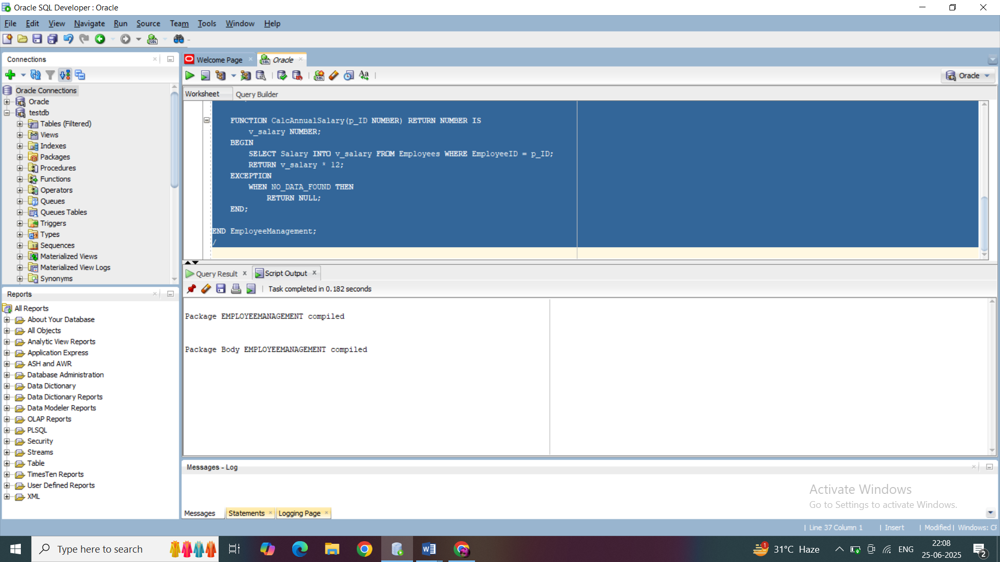 Oracle SQL Developer : Oracle
File Edit View Navigate Run Source Team Tools Window Help
Connections
Oracle Connections
Oracle
testdb
Tables (Filtered)
Views
Indexes
Packages
Procedures
Functions
Operators
Queues
Queues Tables
Triggers
Types
Sequences
Materialized Views
Materialized View Logs
Synonyms
Reports
All Reports
About Your Database
All Objects
Analytic View Reports
Application Express
ASH and AWR
Database Administration
Data Dictionary
Data Dictionary Reports
Data Modeler Reports
OLAP Reports
PLSQL
Security
Streams
Table
TimesTen Reports
User Defined Reports
XML
Welcome Page Oracle
Oracle
Worksheet Query Builder
FUNCTION CalcAnnualSalary(p_ID NUMBER) RETURN NUMBER IS
v_salary NUMBER;
BEGIN
SELECT Salary INTO v_salary FROM Employees WHERE EmployeeID = p_ID;
RETURN v_salary * 12;
EXCEPTION
WHEN NO_DATA_FOUND THEN
RETURN NULL;
END;
END EmployeeManagement;
/
Query Result Script Output
Task completed in 0.182 seconds
Package EMPLOYEEMANAGEMENT compiled
Package Body EMPLOYEEMANAGEMENT compiled
Messages - Log
Activate Windows
Go to Settings to activate Windows.
Messages Statements Logging Page
Line 37 Column 1 | Insert | Modified | Windows:
Type here to search
1 31°C Haze ENG 22:08
25-06-2025 2